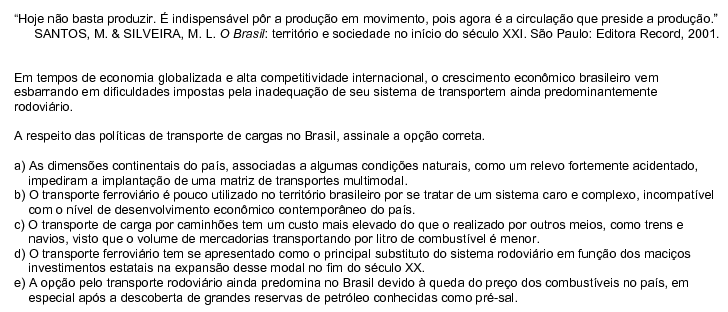 “Hoje não basta produzir. É indispensável pôr a produção em movimento, pois agora é a circulação que preside a produção.”
SANTOS, M. & SILVEIRA, M. L. O Brasil: território e sociedade no início do século XXI. São Paulo: Editora Record, 2001.
Em tempos de economia globalizada e alta competitividade internacional, o crescimento econômico brasileiro vem
esbarrando em dificuldades impostas pela inadequação de seu sistema de transportem ainda predominantemente
rodoviário.
A respeito das políticas de transporte de cargas no Brasil, assinale a opção correta.
a) As dimensões continentais do país, associadas a algumas condições naturais, como um relevo fortemente acidentado,
impediram a implantação de uma matriz de transportes multimodal.
b) O transporte ferroviário é pouco utilizado no território brasileiro por se tratar de um sistema caro e complexo, incompatível
com o nível de desenvolvimento econômico contemporâneo do país.
c) O transporte de carga por caminhões tem um custo mais elevado do que o realizado por outros meios, como trens e
navios, visto que o volume de mercadorias transportando por litro de combustível é menor.
d) O transporte ferroviário tem se apresentado como o principal substituto do sistema rodoviário em função dos maciços
investimentos estatais na expansão desse modal no fim do século XX.
e) A opção pelo transporte rodoviário ainda predomina no Brasil devido à queda do preço dos combustíveis no país, em
especial após a descoberta de grandes reservas de petróleo conhecidas como pré-sal.